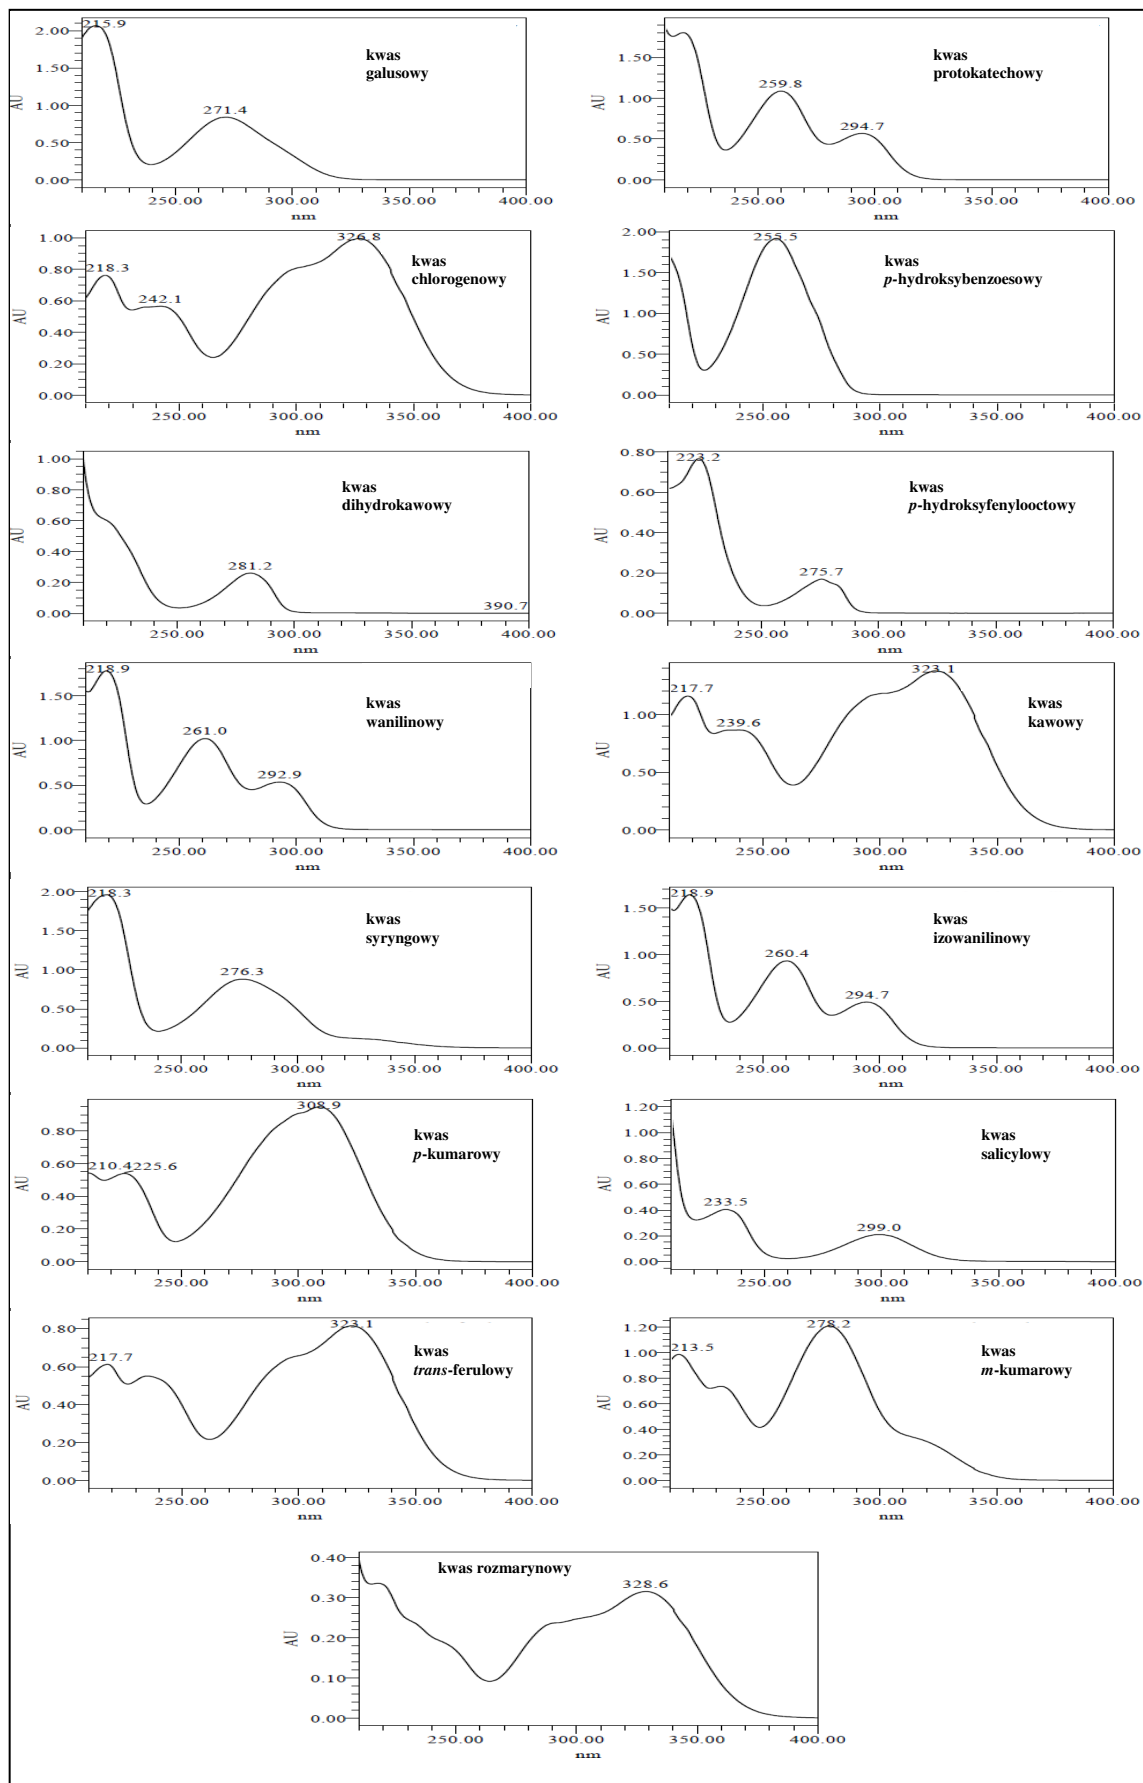 215.9
2.00
1.50
1.00
0.50
0.00
AU
271.4
kwas
galusowy
250.00 300.00 350.00 400.00
nm
1.50
1.00
0.50
0.00
AU
259.8
294.7
kwas
protokatechowy
250.00 300.00 350.00 400.00
nm
1.00
0.80
0.60
0.40
0.20
0.00
AU
218.3
242.1
326.8
kwas
chlorogenowy
250.00 300.00 350.00 400.00
nm
2.00
1.50
1.00
0.50
0.00
AU
255.5
kwas
p-hydroksybenzoesowy
250.00 300.00 350.00 400.00
nm
1.00
0.80
0.60
0.40
0.20
0.00
AU
281.2
390.7
kwas
dihydrokawowy
250.00 300.00 350.00 400.00
nm
0.80
0.60
0.40
0.20
0.00
AU
223.2
275.7
kwas
p-hydroksyfenylooctowy
250.00 300.00 350.00 400.00
nm
218.9
1.50
1.00
0.50
0.00
AU
261.0
292.9
kwas
wanilinowy
250.00 300.00 350.00 400.00
nm
1.00
0.50
0.00
AU
217.7
239.6
323.1
kwas
kawowy
250.00 300.00 350.00 400.00
nm
2.00
1.50
1.00
0.50
0.00
AU
218.3
276.3
kwas
syryngowy
250.00 300.00 350.00 400.00
nm
218.9
1.50
1.00
0.50
0.00
AU
260.4
294.7
kwas
izowanilinowy
250.00 300.00 350.00 400.00
nm
0.80
0.60
0.40
0.20
0.00
AU
210.4 225.6
308.9
kwas
p-kumarowy
250.00 300.00 350.00 400.00
nm
1.20
1.00
0.80
0.60
0.40
0.20
0.00
AU
233.5
299.0
kwas
salicylowy
250.00 300.00 350.00 400.00
nm
0.80
0.60
0.40
0.20
0.00
AU
217.7
323.1
kwas
trans-ferulowy
250.00 300.00 350.00 400.00
nm
1.20
1.00
0.80
0.60
0.40
0.20
0.00
AU
213.5
278.2
kwas
m-kumarowy
250.00 300.00 350.00 400.00
nm
0.40
0.30
0.20
0.10
0.00
AU
kwas rozmarynowy
328.6
250.00 300.00 350.00 400.00
nm